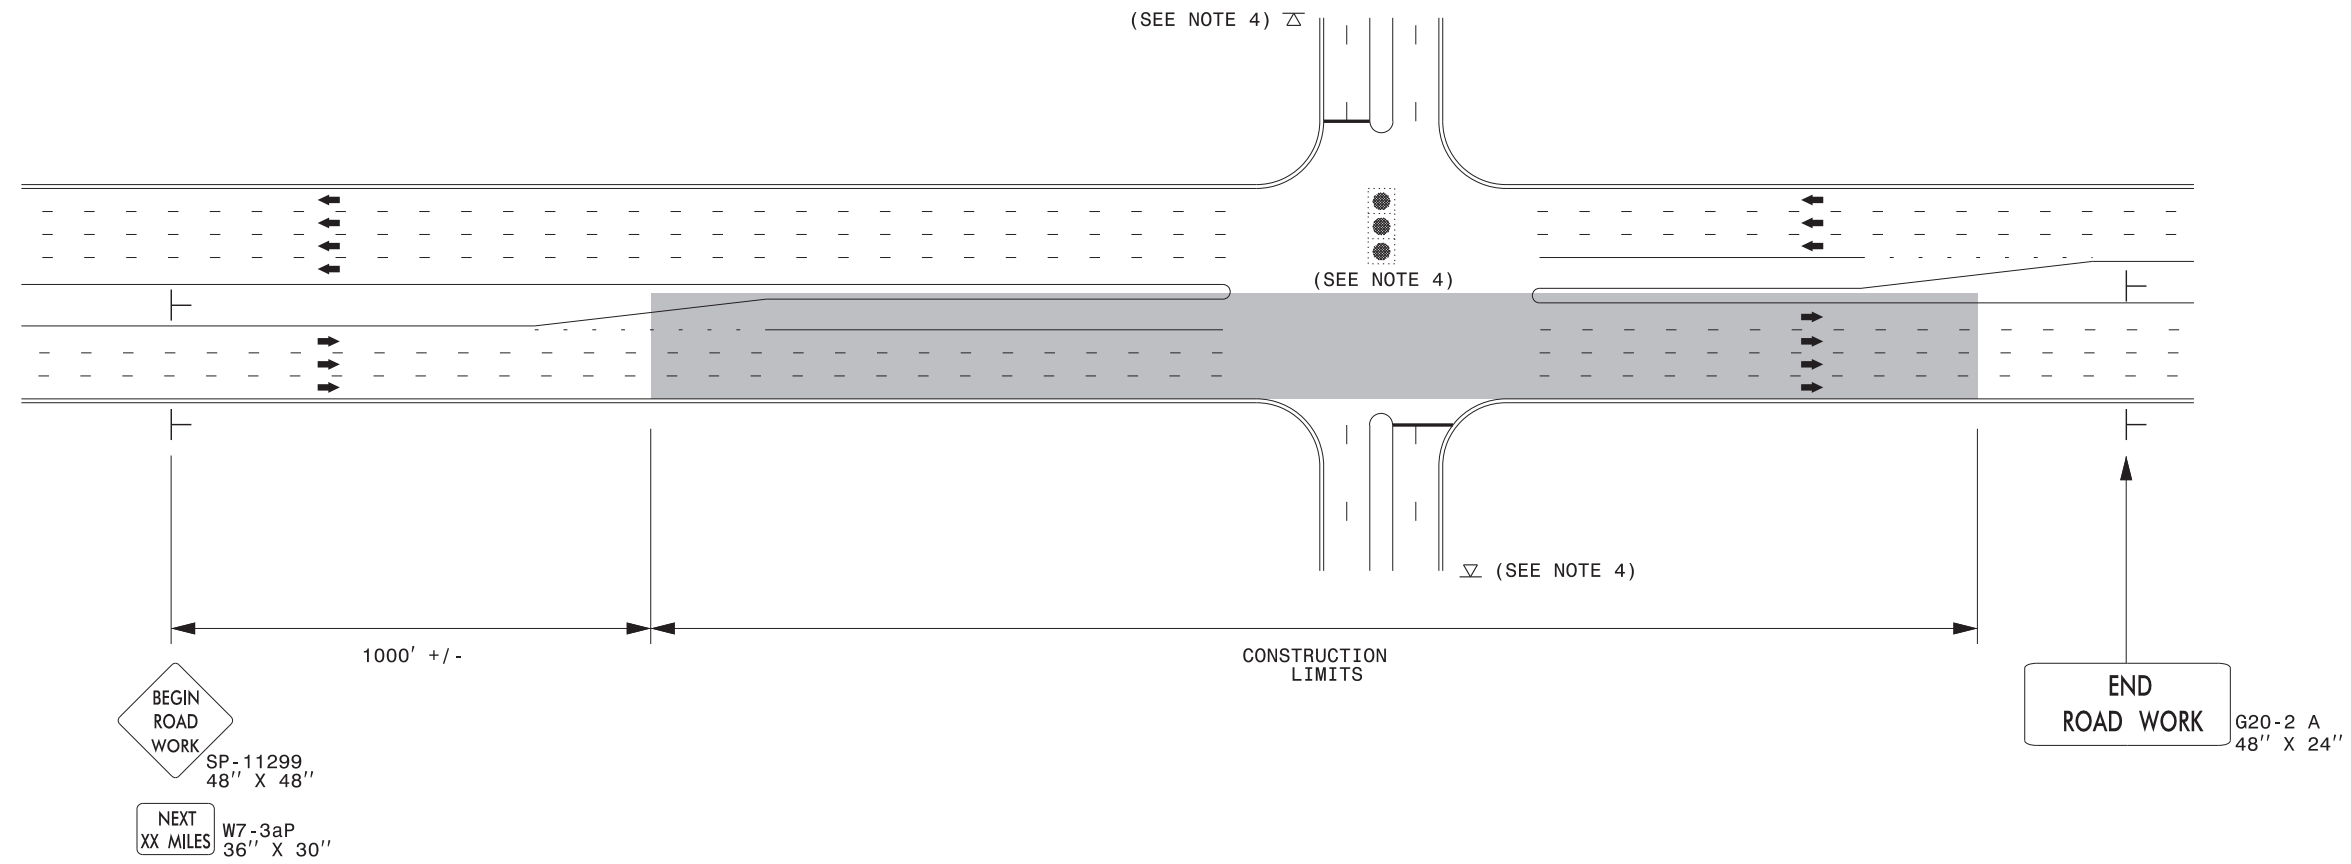 (SEE NOTE 4)
(SEE NOTE 4)
(SEE NOTE 4)
1000' +/-
CONSTRUCTION
LIMITS
BEGIN
ROAD
WORK
SP-11299
48'' X 48''
NEXT
XX MILES
W7-3aP
36'' X 30''
END
ROAD WORK
G20-2 A
48'' X 24''